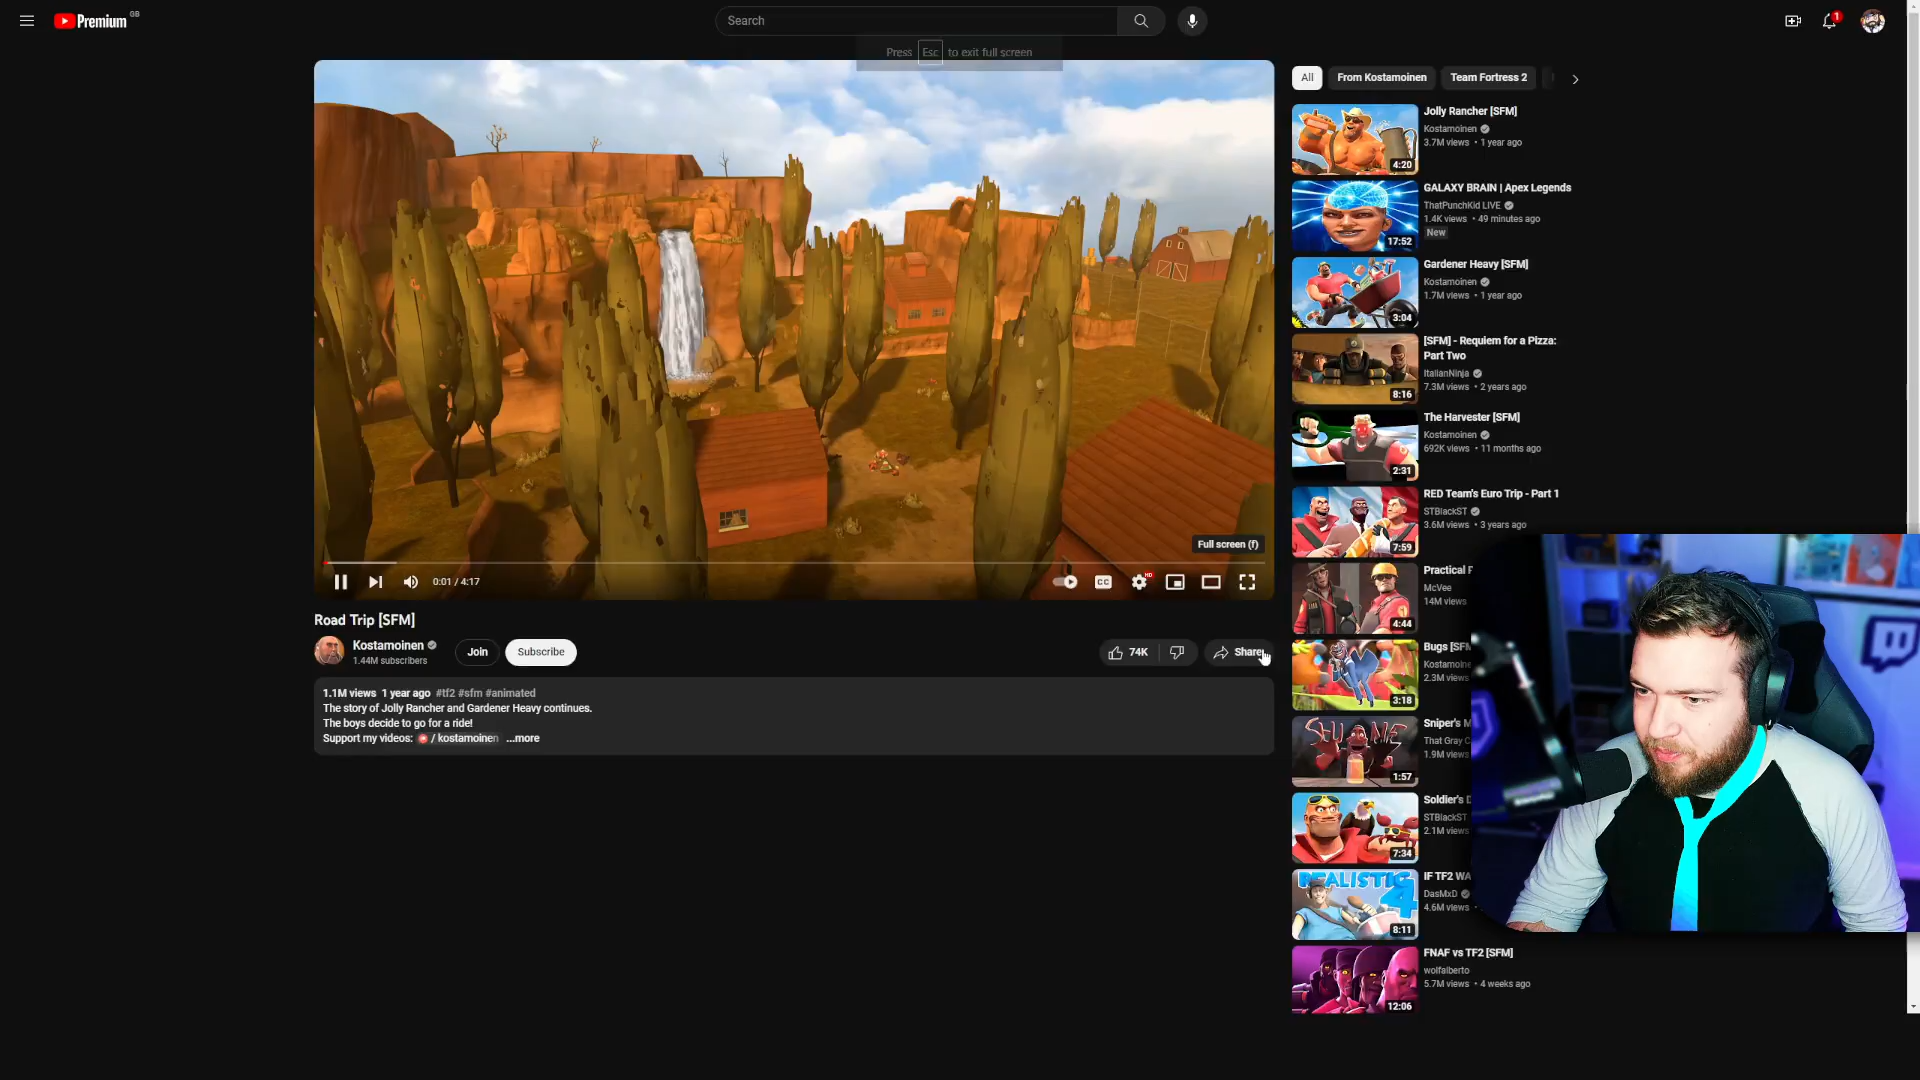 Premium GB
Search
1
Press Esc to exit full screen
Full screen (f)
0:01 / 4:17
CC
HD
Road Trip [SFM]
Kostamoinen
1.44M subscribers
Join
Subscribe
74K
Share
1.1M views 1 year ago #tf2 #sfm #animated
The story of Jolly Rancher and Gardener Heavy continues.
The boys decide to go for a ride!
Support my videos: / kostamoinen ...more
All
From Kostamoinen
Team Fortress 2
4:20
Jolly Rancher [SFM]
Kostamoinen
3.7M views • 1 year ago
17:52
GALAXY BRAIN | Apex Legends
ThatPunchKid LIVE
1.4K views • 49 minutes ago
New
3:04
Gardener Heavy [SFM]
Kostamoinen
1.7M views • 1 year ago
8:16
[SFM] - Requiem for a Pizza:
Part Two
ItalianNinja
7.3M views • 2 years ago
2:31
The Harvester [SFM]
Kostamoinen
692K views • 11 months ago
7:59
RED Team's Euro Trip - Part 1
STBlackST
3.6M views • 3 years ago
4:44
Practical
McVee
14M views
3:18
Bugs [SFM
Kostamoine
2.3M views
1:57
Sniper's
That Gray
1.9M views
7:34
Soldier's
STBlackST
2.1M views
REALISTIC
4
8:11
IF TF2
DasMxD
4.6M views
12:06
FNAF vs TF2 [SFM]
wolfalberto
5.7M views • 4 weeks ago